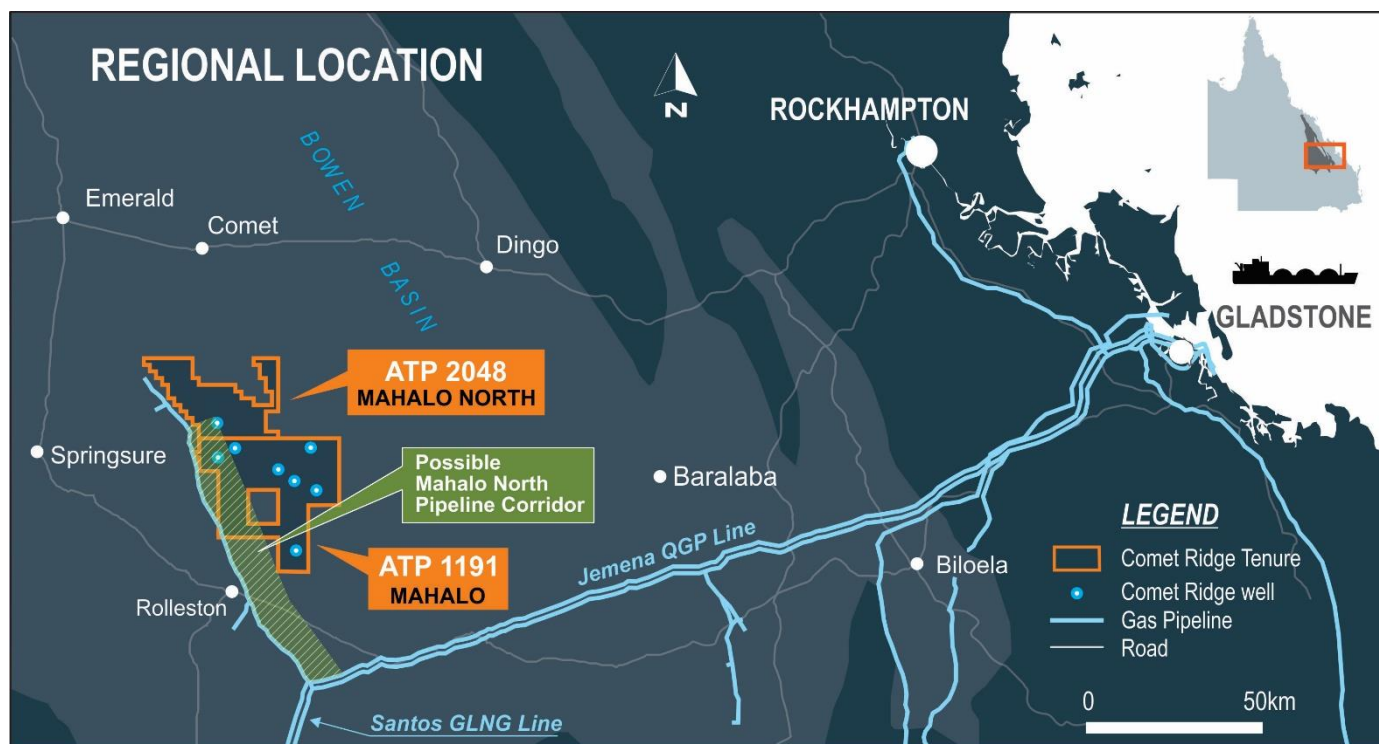 REGIONAL LOCATION
N
ROCKHAMPTON
BOWEN
BASIN
Emerald
Comet
Dingo
GLADSTONE
ATP 2048
MAHALO NORTH
Springsure
Possible
Mahalo North
Pipeline Corridor
Baralaba
ATP 1191
MAHALO
Jemena QGP Line
Biloela
Rolleston
Santos GLNG Line
LEGEND
Comet Ridge Tenure
Comet Ridge well
Gas Pipeline
Road
0 50km